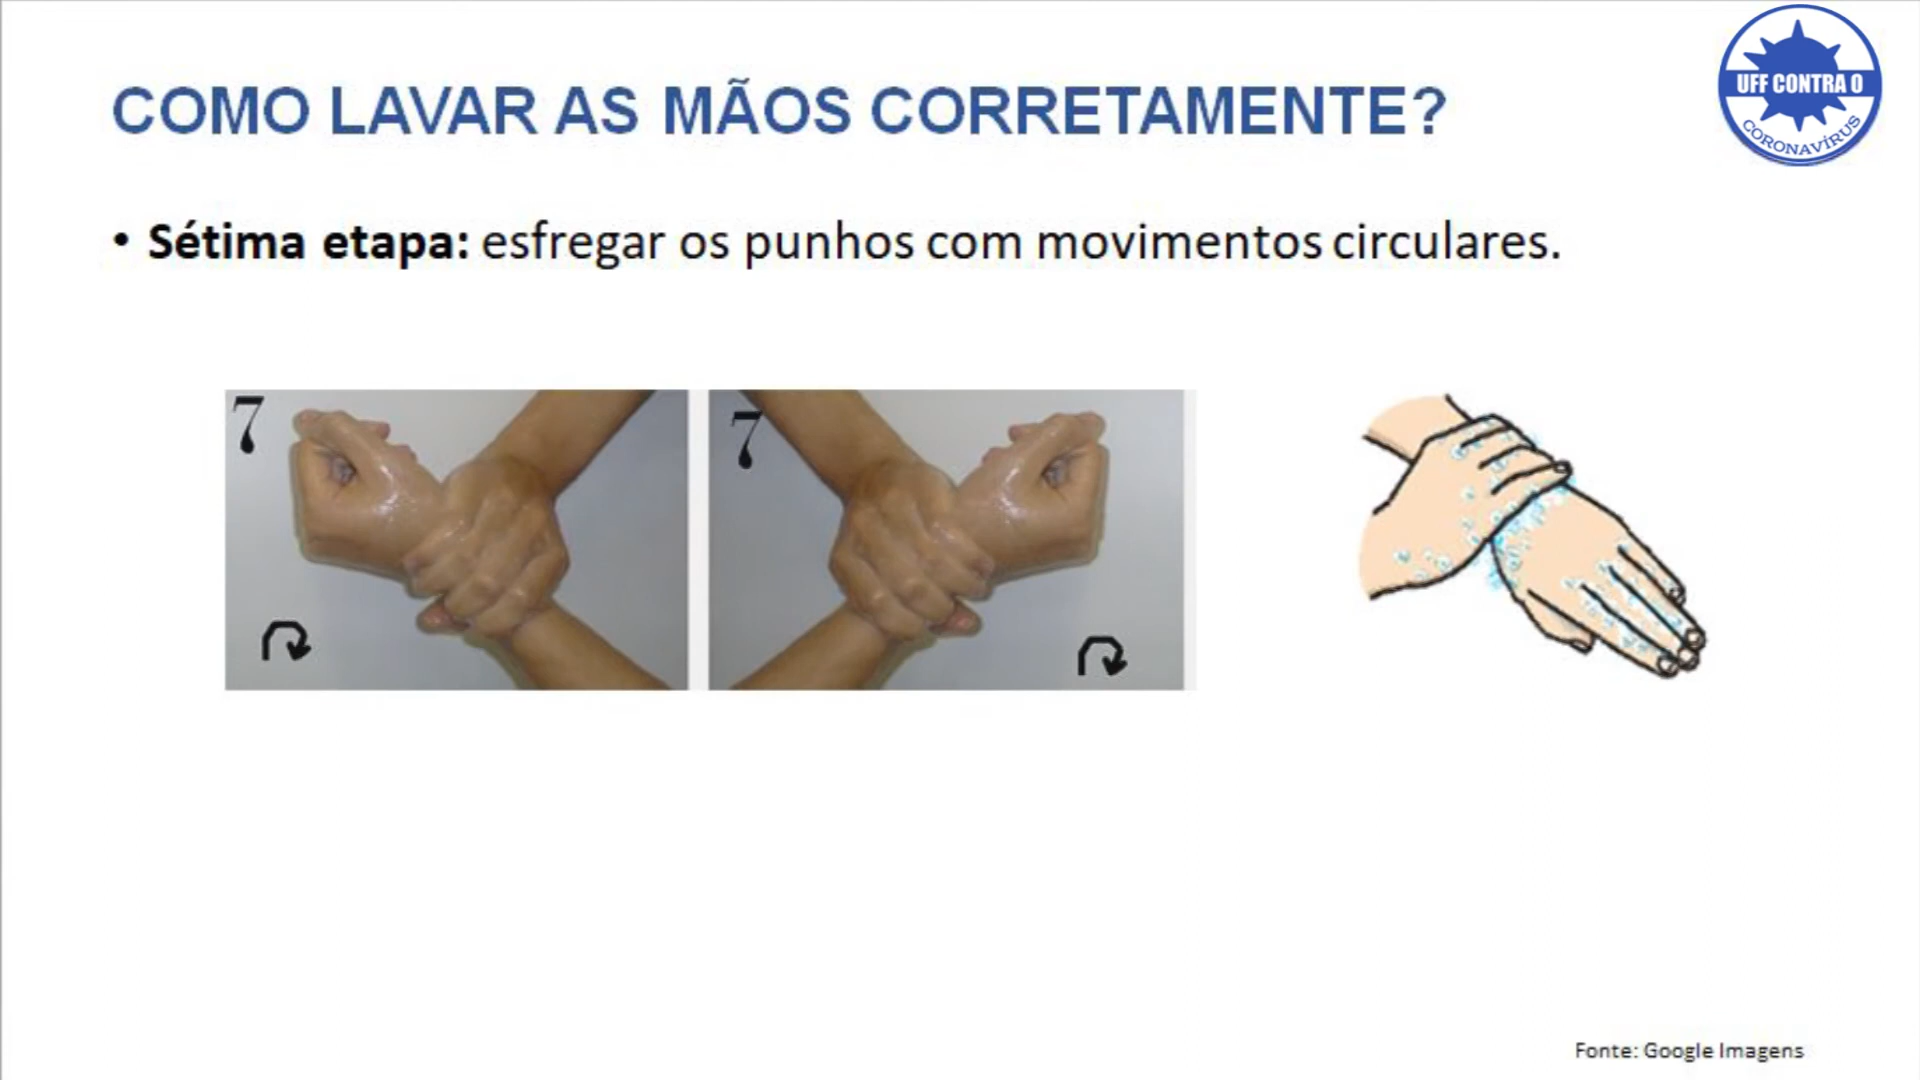 UFF CONTRA O
CORONAVÍRUS
COMO LAVAR AS MÃOS CORRETAMENTE?
• Sétima etapa: esfregar os punhos com movimentos circulares.
7
7
Fonte: Google Imagens